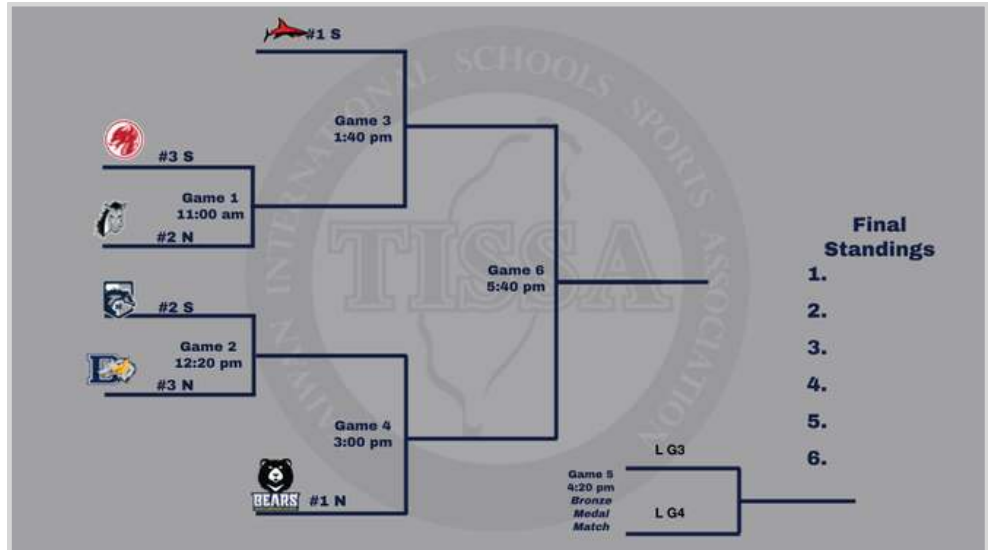 #1 S
Game 3
1:40 pm
#3 S
Game 1
11:00 am
#2 N
#2 S
Game 2
12:20 pm
#3 N
Game 4
3:00 pm
BEARS
#1 N
Game 6
5:40 pm
L G3
Game 5
4:20 pm
Bronze
Medal
Match
L G4
Final
Standings
1.
2.
3.
4.
5.
6.
TAIWAN INTERNATIONAL SCHOOLS SPORTS ASSOCIATION
TISSA